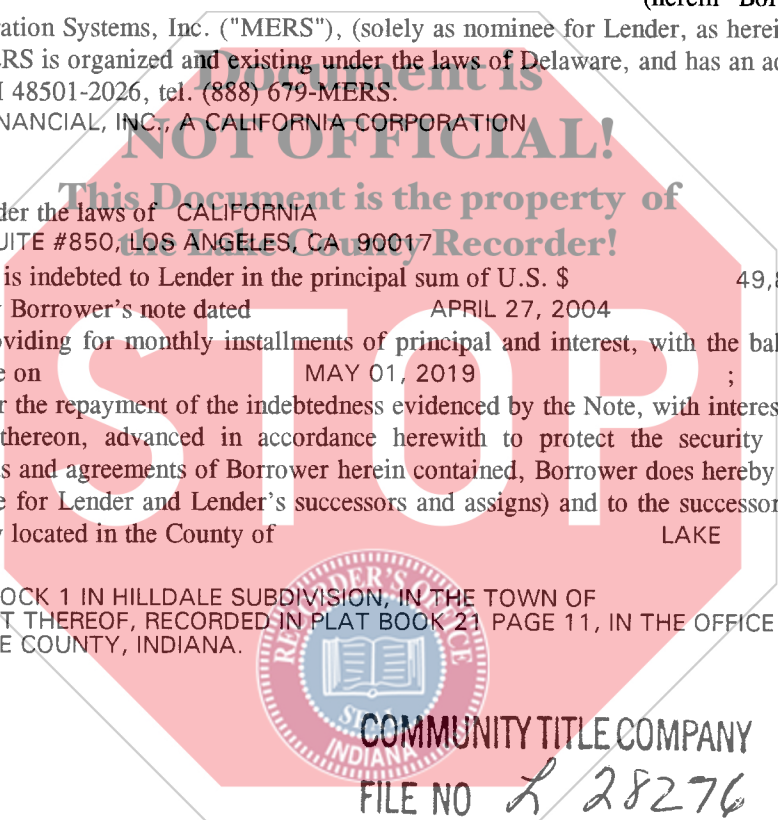 (herein "Bor
ration Systems, Inc. ("MERS"), (solely as nominee for Lender, as herei
RS is organized and existing under the laws of Delaware, and has an ad
I 48501-2026, tel. (888) 679-MERS.
NANCIAL, INC., A CALIFORNIA CORPORATION
Document is
NOT OFFICIAL!
This Document is the property of
the Lake County Recorder!
der the laws of CALIFORNIA
UITE #850, LOS ANGELES, CA 90017
is indebted to Lender in the principal sum of U.S. $ 49,8
Borrower's note dated APRIL 27, 2004
oviding for monthly installments of principal and interest, with the bal
e on MAY 01, 2019 ;
r the repayment of the indebtedness evidenced by the Note, with interes
thereon, advanced in accordance herewith to protect the security
s and agreements of Borrower herein contained, Borrower does hereby
e for Lender and Lender's successors and assigns) and to the successor
y located in the County of LAKE
STOP
OCK 1 IN HILLDALE SUBDIVISION, IN THE TOWN OF
T THEREOF, RECORDED IN PLAT BOOK 21 PAGE 11, IN THE OFFICE
E COUNTY, INDIANA.
RECORDER'S OFFICE
SEAL
INDIANA
COMMUNITY TITLE COMPANY
FILE NO L 28276